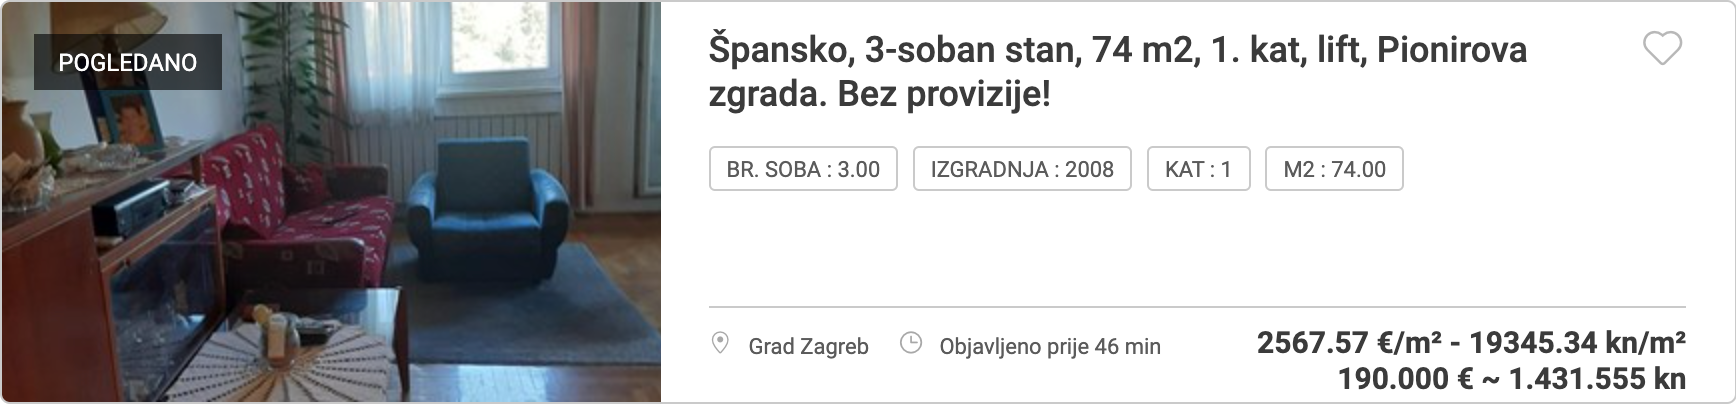 POGLEDANO
Špansko, 3-soban stan, 74 m2, 1. kat, lift, Pionirova
zgrada. Bez provizije!
BR. SOBA : 3.00
IZGRADNJA : 2008
KAT : 1
M2 : 74.00
Grad Zagreb
Objavljeno prije 46 min
2567.57 €/m² - 19345.34 kn/m²
190.000 € ~ 1.431.555 kn